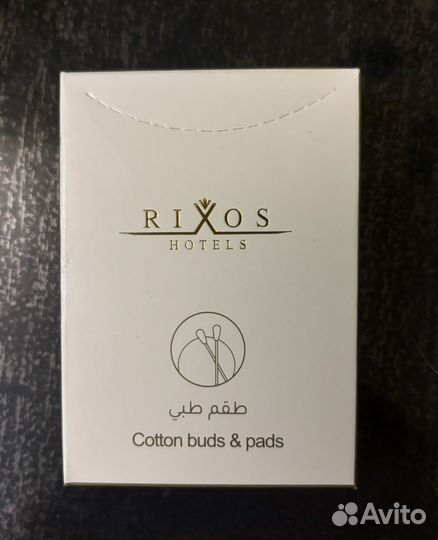 RIXOS
HOTELS
طقم طبي
Cotton buds & pads
Avito